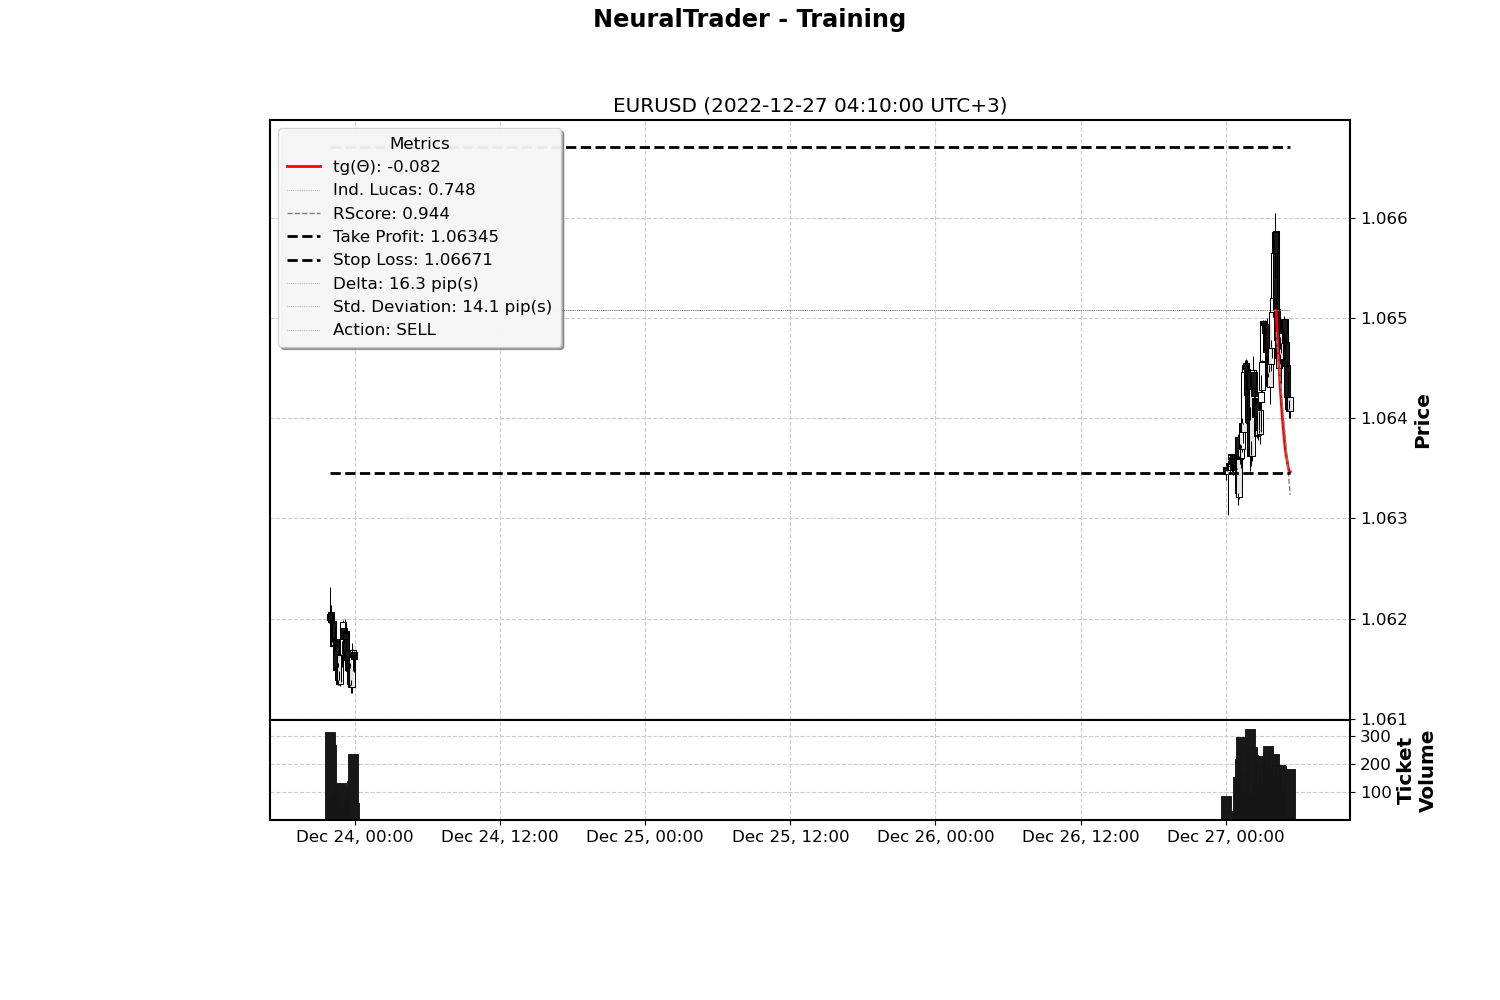 NeuralTrader - Training
EURUSD (2022-12-27 04:10:00 UTC+3)
Metrics
tg(Θ): -0.082
Ind. Lucas: 0.748
RScore: 0.944
Take Profit: 1.06345
Stop Loss: 1.06671
Delta: 16.3 pip(s)
Std. Deviation: 14.1 pip(s)
Action: SELL
1.066
1.065
1.064
1.063
1.062
1.061
Price
300
200
100
Ticket
Volume
Dec 24, 00:00
Dec 24, 12:00
Dec 25, 00:00
Dec 25, 12:00
Dec 26, 00:00
Dec 26, 12:00
Dec 27, 00:00